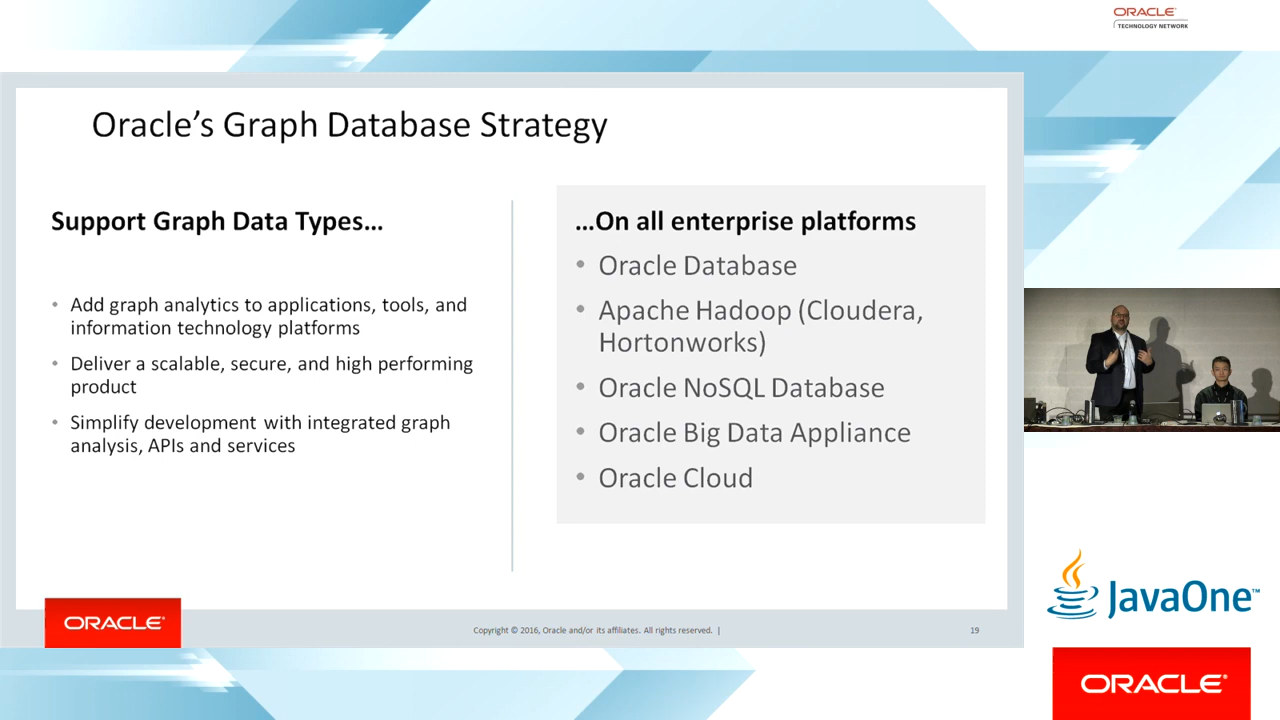 ORACLE
TECHNOLOGY NETWORK
Oracle's Graph Database Strategy
Support Graph Data Types...
• Add graph analytics to applications, tools, and
information technology platforms
• Deliver a scalable, secure, and high performing
product
• Simplify development with integrated graph
analysis, APIs and services
...On all enterprise platforms
• Oracle Database
• Apache Hadoop (Cloudera,
Hortonworks)
• Oracle NoSQL Database
• Oracle Big Data Appliance
• Oracle Cloud
ORACLE®
Copyright © 2016, Oracle and/or its affiliates. All rights reserved. |
19
JavaOne™
ORACLE®